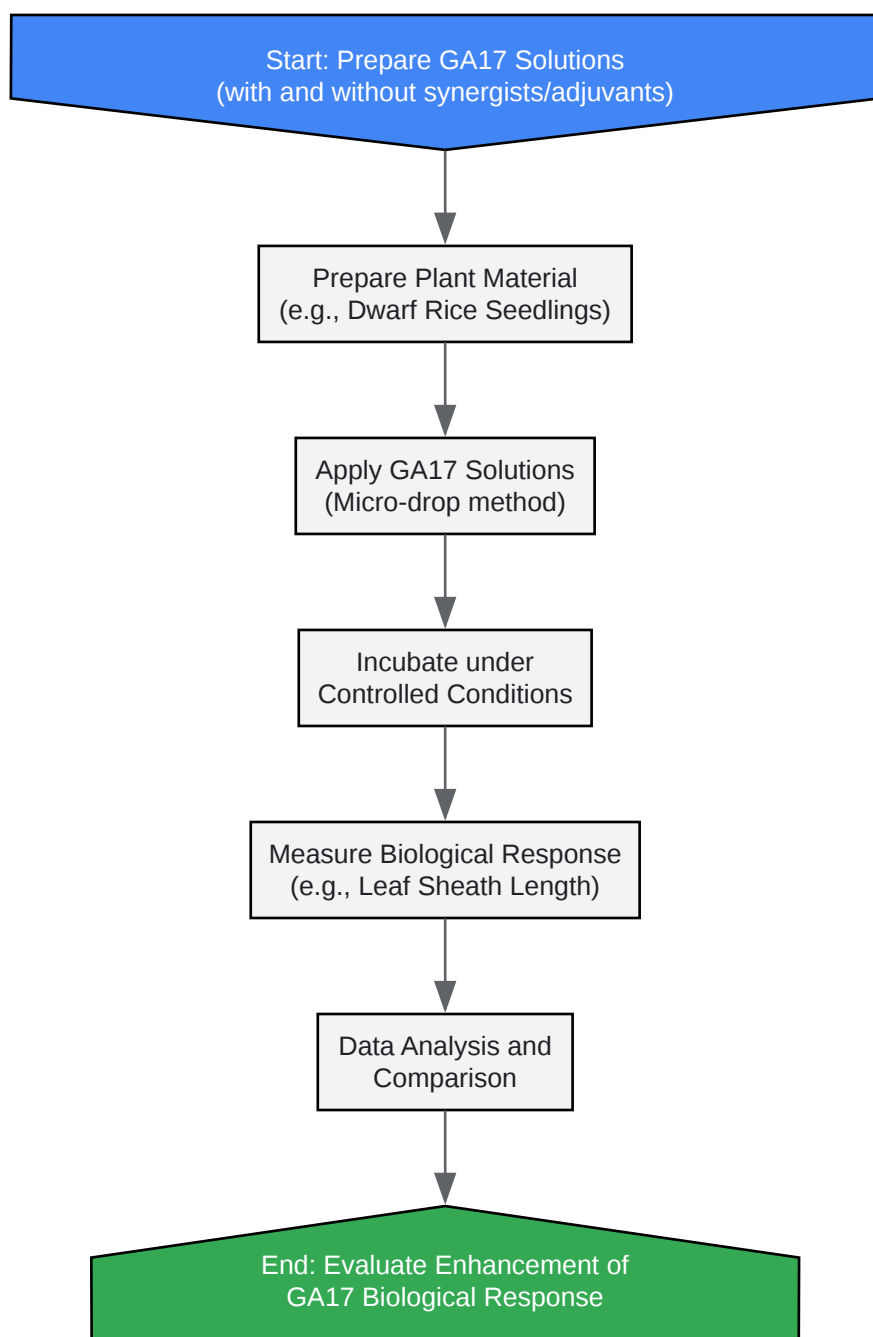 Start: Prepare GA17 Solutions
(with and without synergists/adjuvants)
Prepare Plant Material
(e.g., Dwarf Rice Seedlings)
Apply GA17 Solutions
(Micro-drop method)
Incubate under
Controlled Conditions
Measure Biological Response
(e.g., Leaf Sheath Length)
Data Analysis and
Comparison
End: Evaluate Enhancement of
GA17 Biological Response